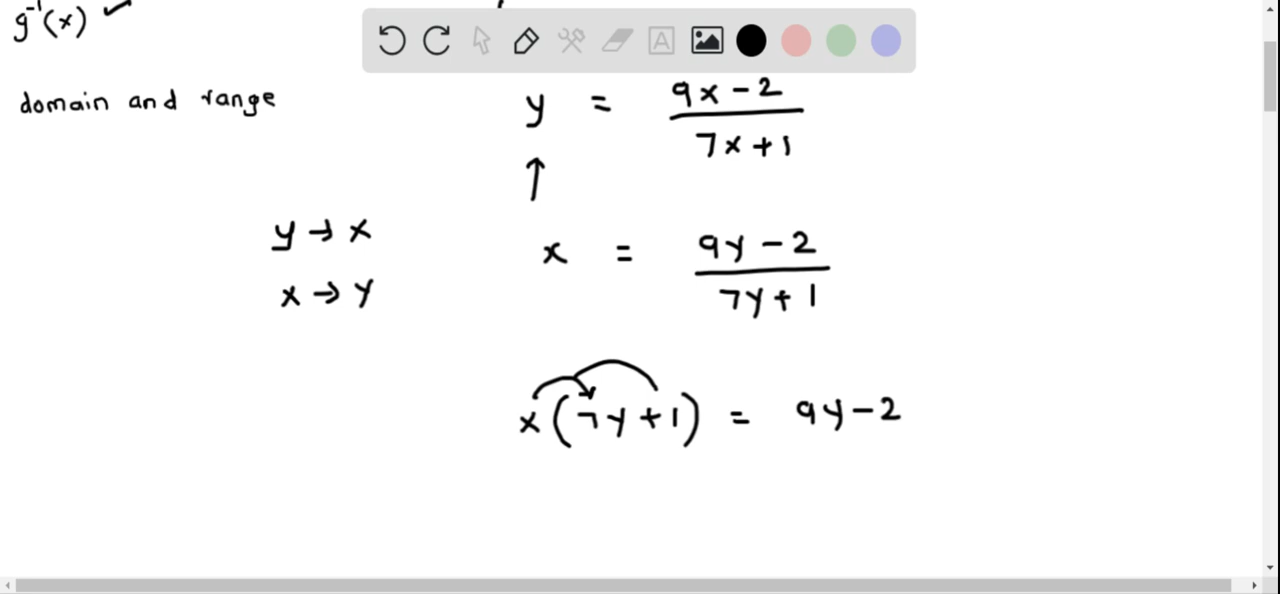 g⁻¹(x) ✓
domain and range
y = (9x-2)/(7x+1)
↑
y → x
x → y
x = (9y-2)/(7y+1)
x(7y+1) = 9y-2